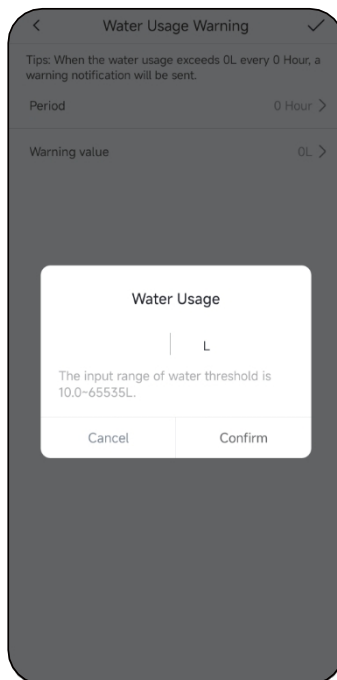 Water Usage Warning
Tips: When the water usage exceeds 0L every 0 Hour, a
warning notification will be sent.
Period 0 Hour
Warning value 0L
Water Usage
L
The input range of water threshold is
10.0~65535L.
Cancel Confirm